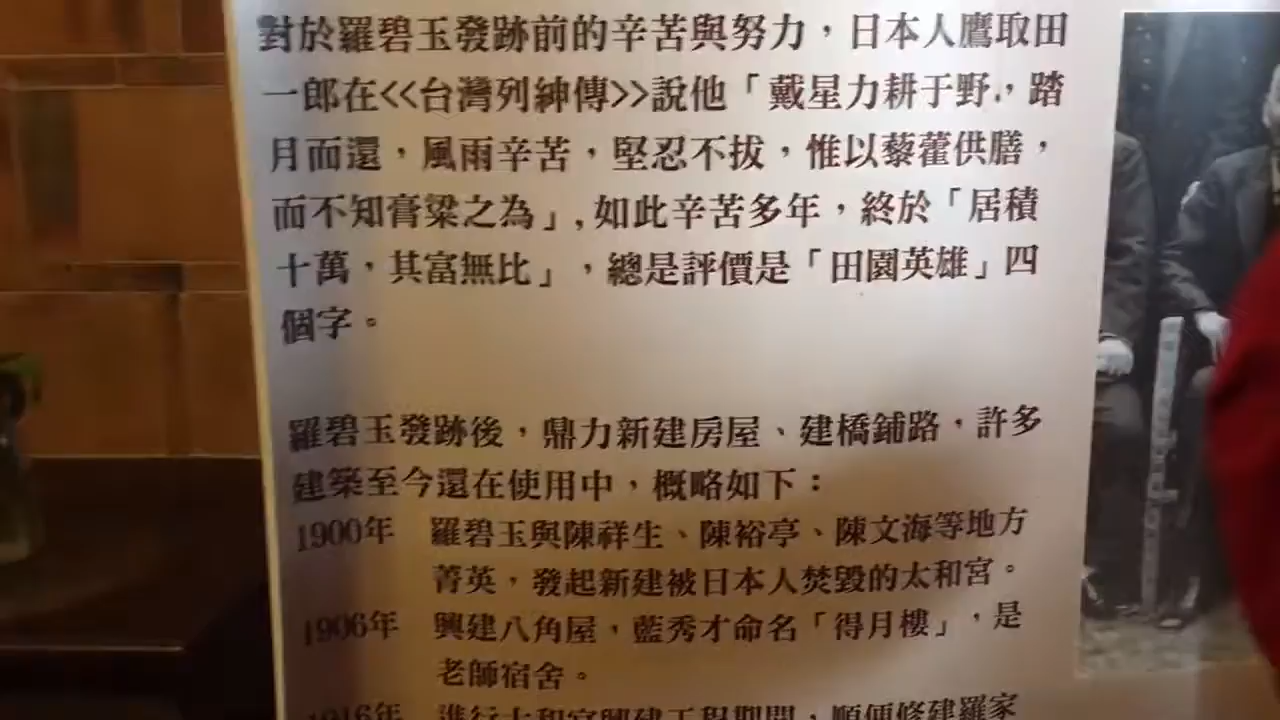 對於羅碧玉發跡前的辛苦與努力，日本人鷹取田
一郎在<<台灣列紳傳>>說他「戴星力耕于野，踏
月而還，風雨辛苦，堅忍不拔，惟以藜藿供膳，
而不知膏粱之為」,如此辛苦多年，終於「居積
十萬，其富無比」，總是評價是「田園英雄」四
個字。
羅碧玉發跡後，鼎力新建房屋、建橋鋪路，許多
建築至今還在使用中，概略如下：
1900年 羅碧玉與陳祥生、陳裕亭、陳文海等地方
菁英，發起新建被日本人焚毀的太和宮。
1906年 興建八角屋，藍秀才命名「得月樓」，是
老師宿舍。
1916年 進行太和宮興建工程期間，順便修建羅家